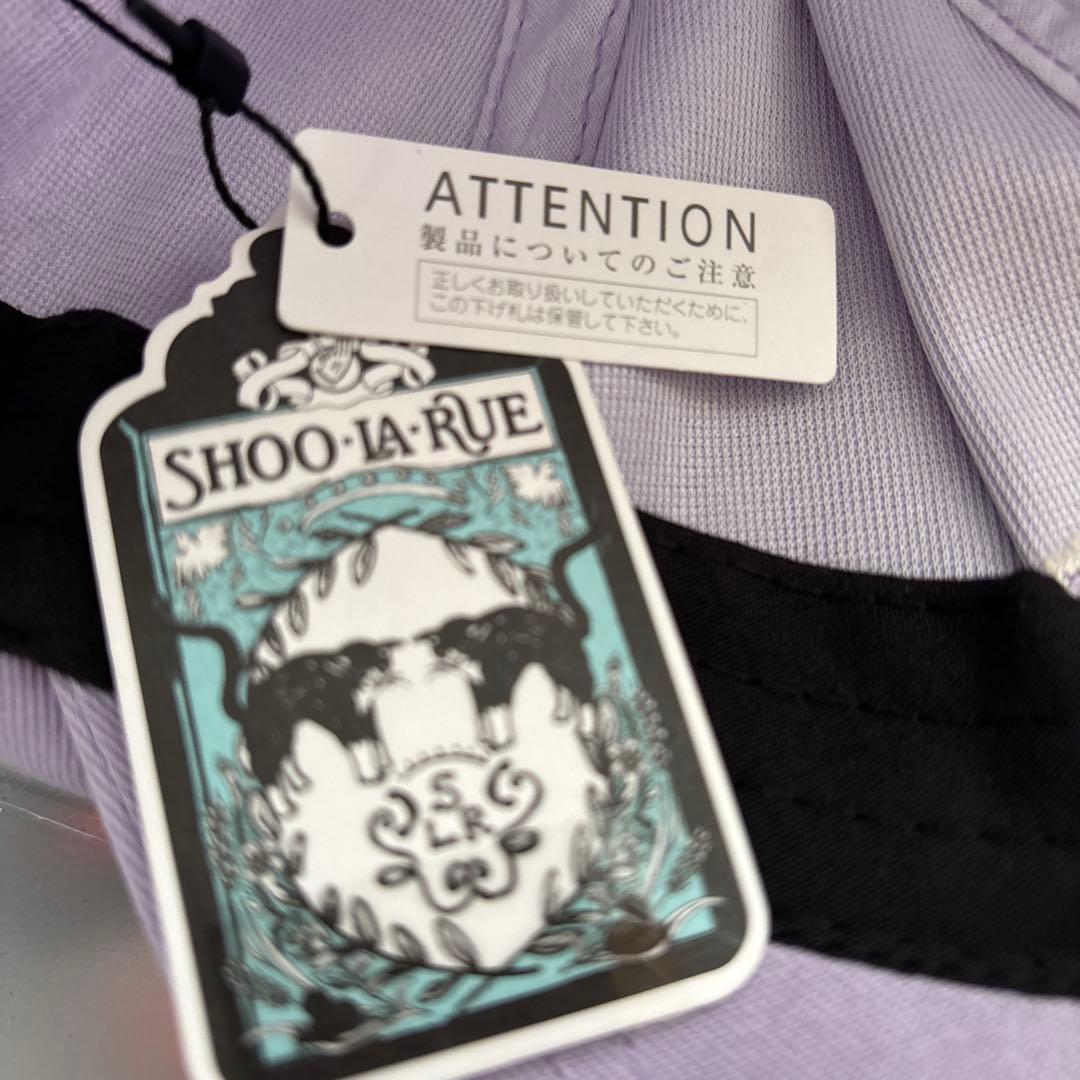 ATTENTION
製品についてのご注意
正しくお取り扱いしていただくために、
この下げ札は保管して下さい。
SHOO·LA·RUE
S
LR